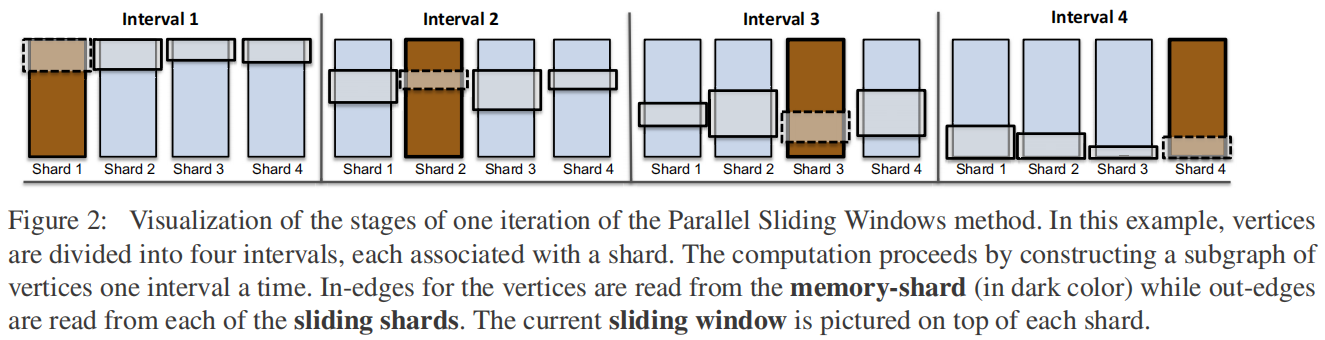 Interval 1 Interval 2 Interval 3 Interval 4
Shard 1 Shard 2 Shard 3 Shard 4 Shard 1 Shard 2 Shard 3 Shard 4 Shard 1 Shard 2 Shard 3 Shard 4 Shard 1 Shard 2 Shard 3 Shard 4
Figure 2: Visualization of the stages of one iteration of the Parallel Sliding Windows method. In this example, vertices
are divided into four intervals, each associated with a shard. The computation proceeds by constructing a subgraph of
vertices one interval a time. In-edges for the vertices are read from the memory-shard (in dark color) while out-edges
are read from each of the sliding shards. The current sliding window is pictured on top of each shard.